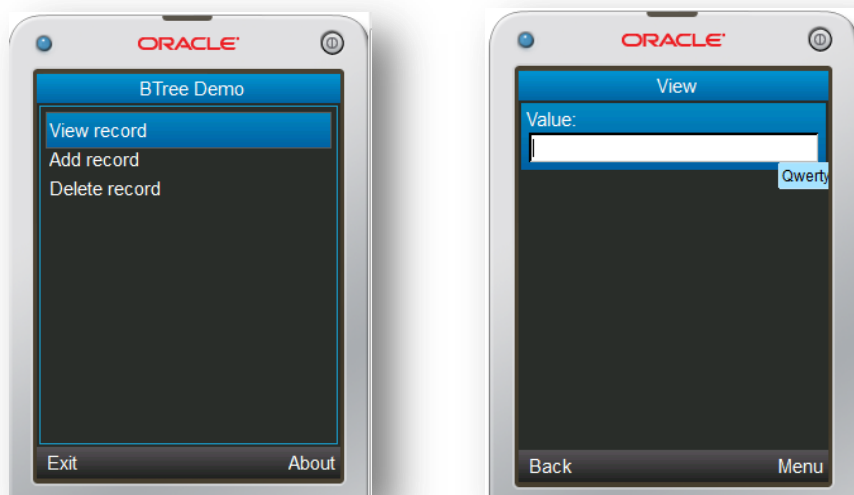 ORACLE
BTree Demo
View record
Add record
Delete record
Exit
About
ORACLE
View
Value:
Qwerty
Back
Menu